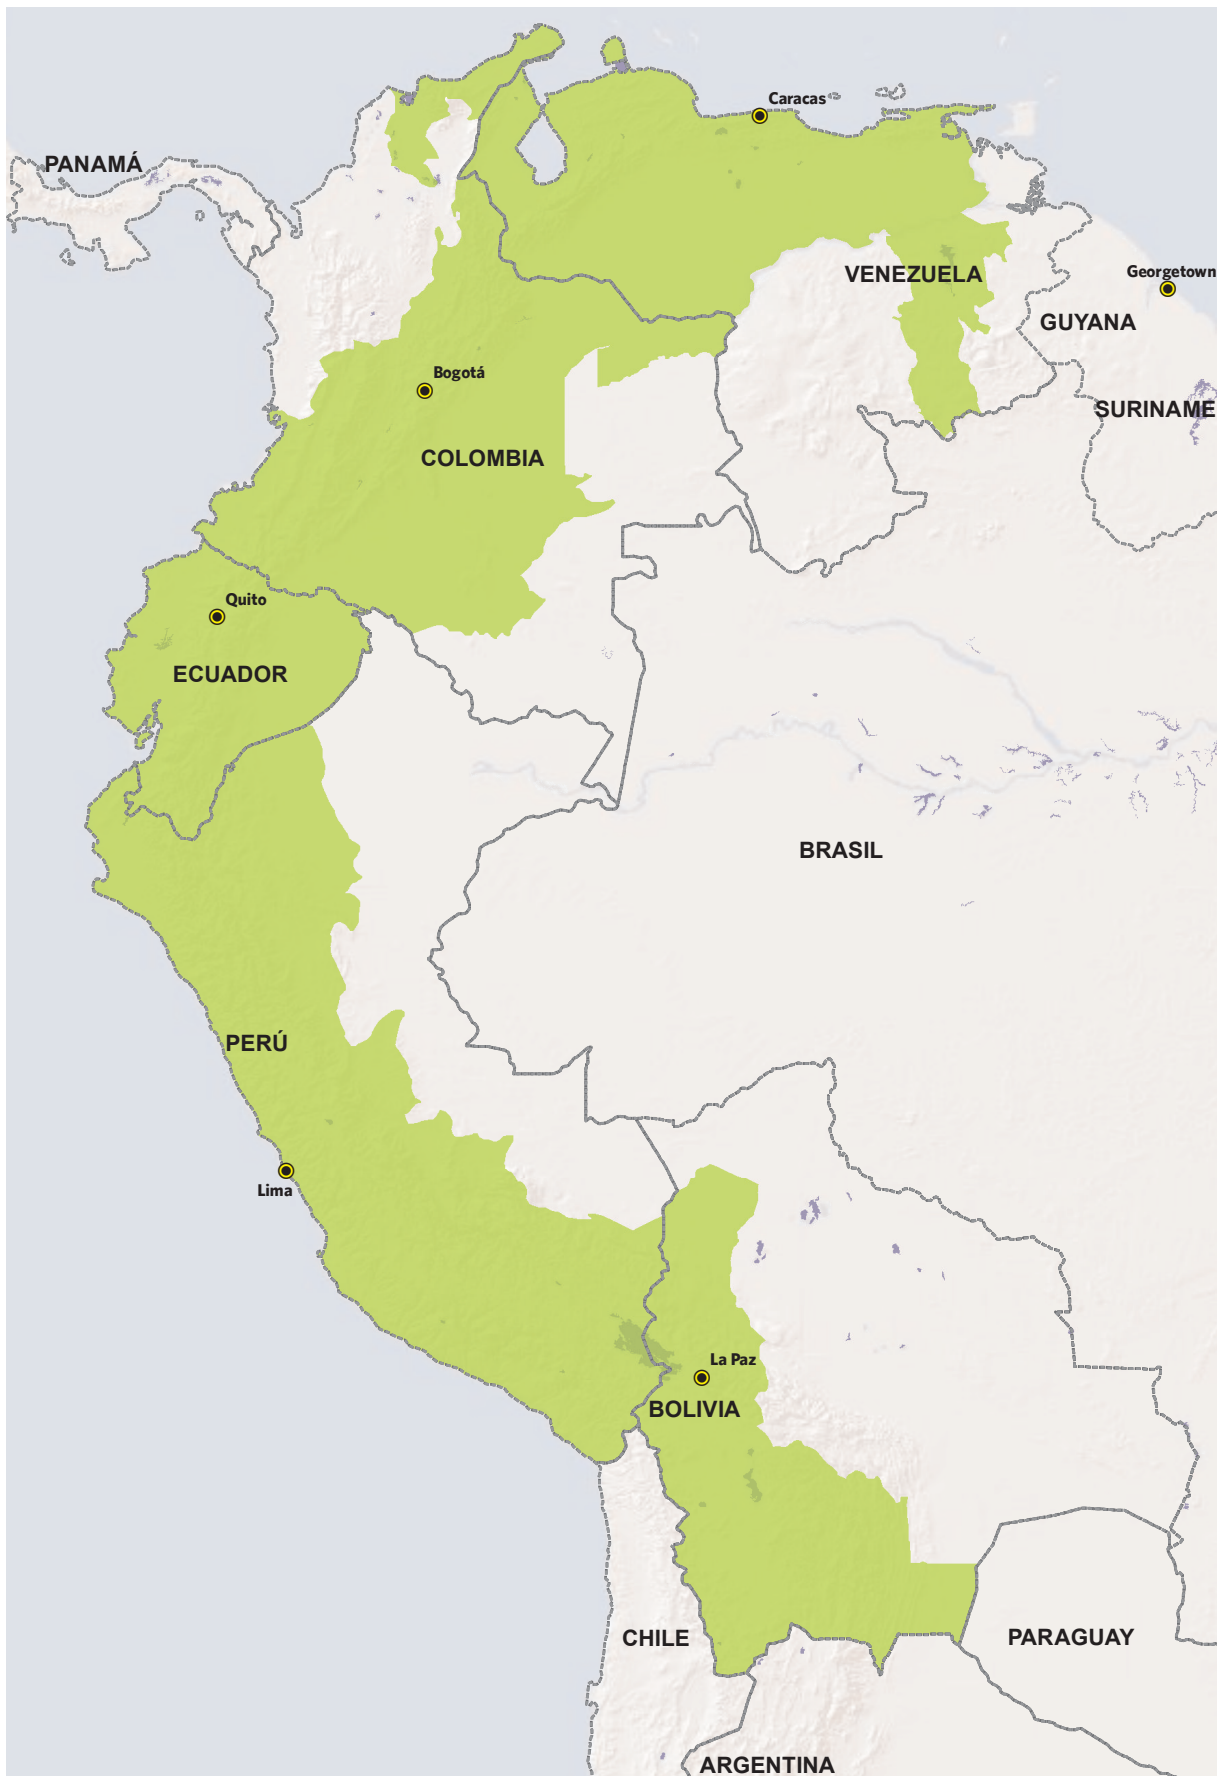 Caracas
PANAMÁ
VENEZUELA
Georgetown
GUYANA
Bogotá
SURINAME
COLOMBIA
Quito
ECUADOR
BRASIL
PERÚ
Lima
La Paz
BOLIVIA
CHILE
PARAGUAY
ARGENTINA